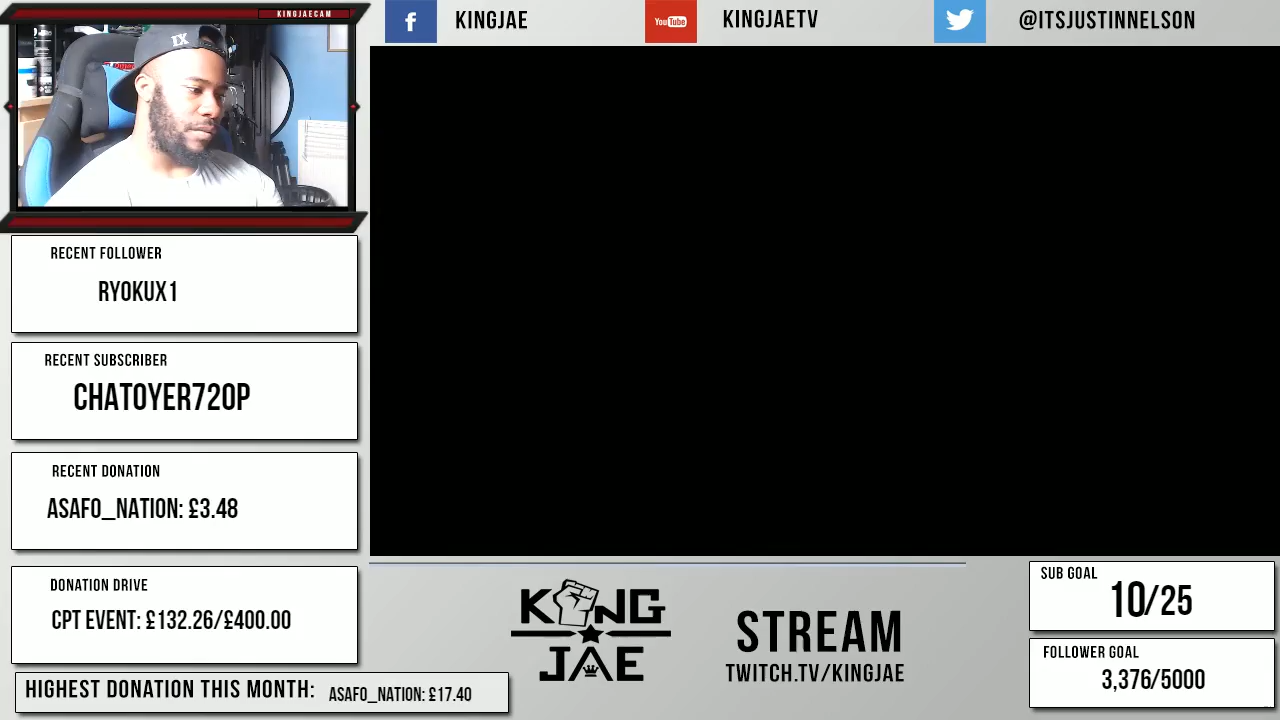 KINGJAECAM
IX
f KINGJAE
YouTube KINGJAETV
@ITSJUSTINNELSON
RECENT FOLLOWER
RYOKUX1
RECENT SUBSCRIBER
CHATOYER720P
RECENT DONATION
ASAFO_NATION: £3.48
DONATION DRIVE
CPT EVENT: £132.26/£400.00
HIGHEST DONATION THIS MONTH: ASAFO_NATION: £17.40
KING
JAE
STREAM
TWITCH.TV/KINGJAE
SUB GOAL
10/25
FOLLOWER GOAL
3,376/5000